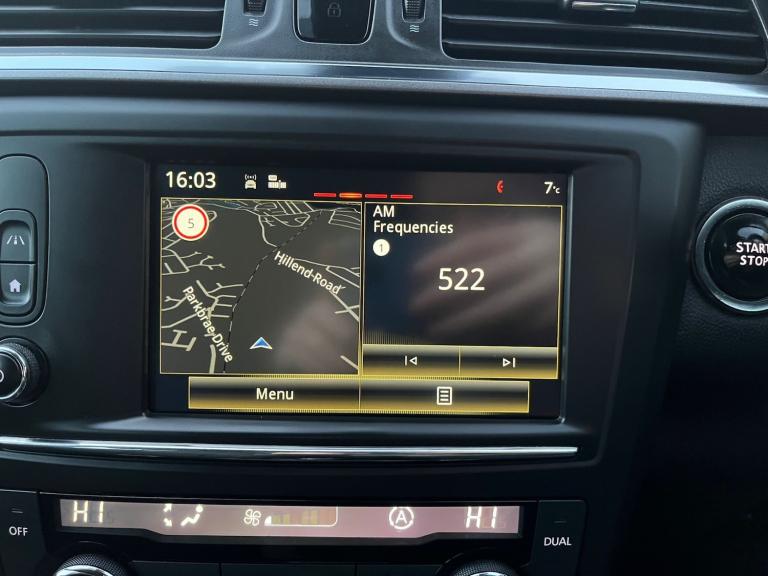 16:03
7°c
5
Hillend-Road
Parkbrae-Drive
AM
Frequencies
1
522
Menu
START
STOP
HI
A
HI
OFF
DUAL